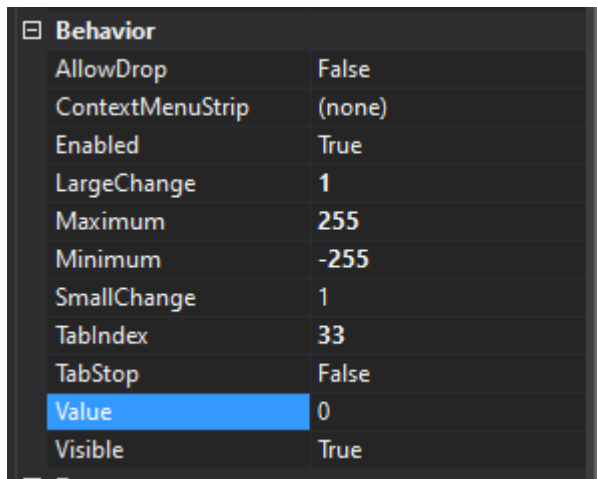 Behavior
AllowDrop False
ContextMenuStrip (none)
Enabled True
LargeChange 1
Maximum 255
Minimum -255
SmallChange 1
TabIndex 33
TabStop False
Value 0
Visible True